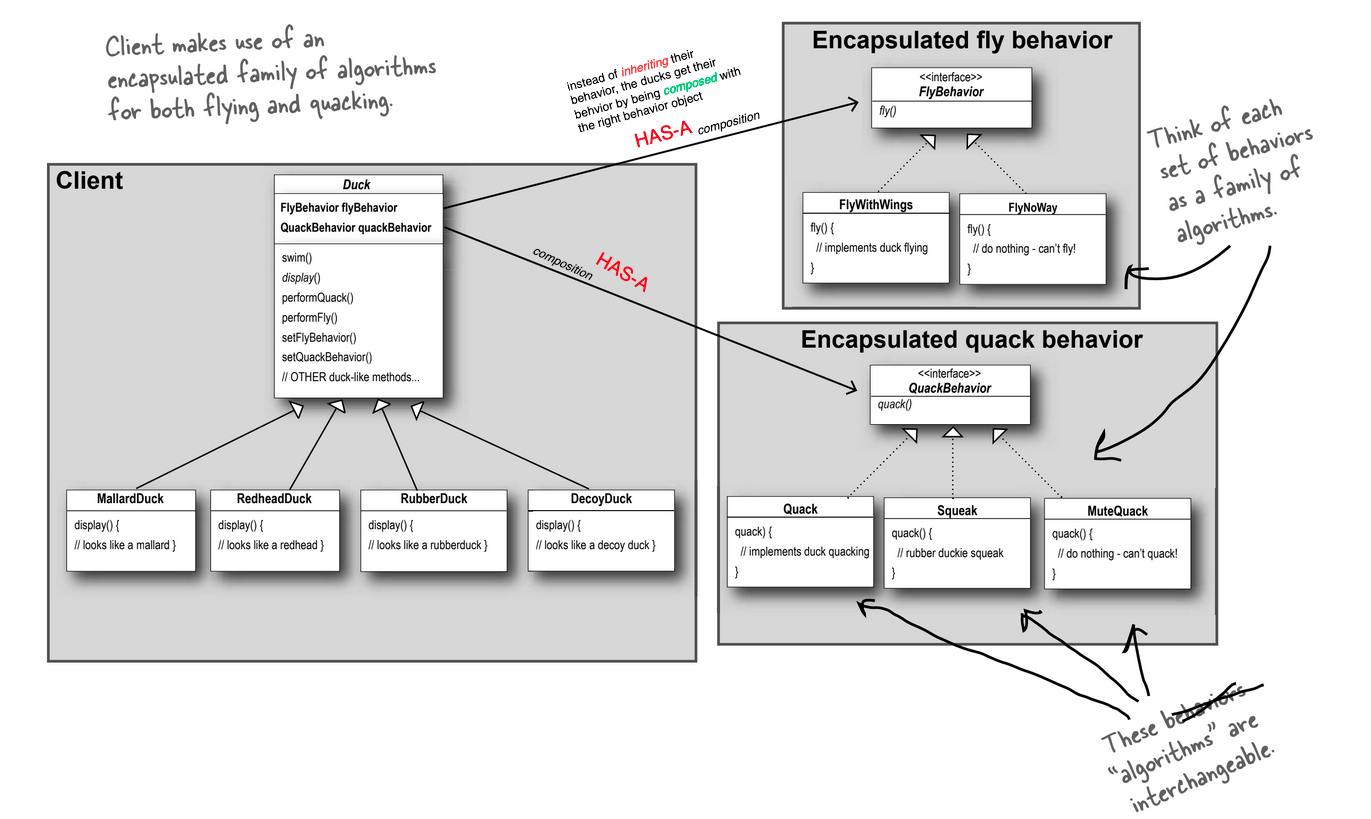 Client makes use of an
encapsulated family of algorithms
for both flying and quacking.
instead of inheriting their
behavior, the ducks get their
behvior by being composed with
the right behavior object
HAS-A composition
Encapsulated fly behavior
<<interface>>
FlyBehavior
fly()
FlyWithWings
fly() {
// implements duck flying
}
FlyNoWay
fly() {
// do nothing - can't fly!
}
Think of each
set of behaviors
as a family of
algorithms.
Client
Duck
FlyBehavior flyBehavior
QuackBehavior quackBehavior
swim()
display()
performQuack()
performFly()
setFlyBehavior()
setQuackBehavior()
// OTHER duck-like methods...
composition HAS-A
MallardDuck
display() {
// looks like a mallard }
RedheadDuck
display() {
// looks like a redhead }
RubberDuck
display() {
// looks like a rubberduck }
DecoyDuck
display() {
// looks like a decoy duck }
Encapsulated quack behavior
<<interface>>
QuackBehavior
quack()
Quack
quack) {
// implements duck quacking
}
Squeak
quack() {
// rubber duckie squeak
}
MuteQuack
quack() {
// do nothing - can't quack!
}
These behaviors
“algorithms” are
interchangeable.